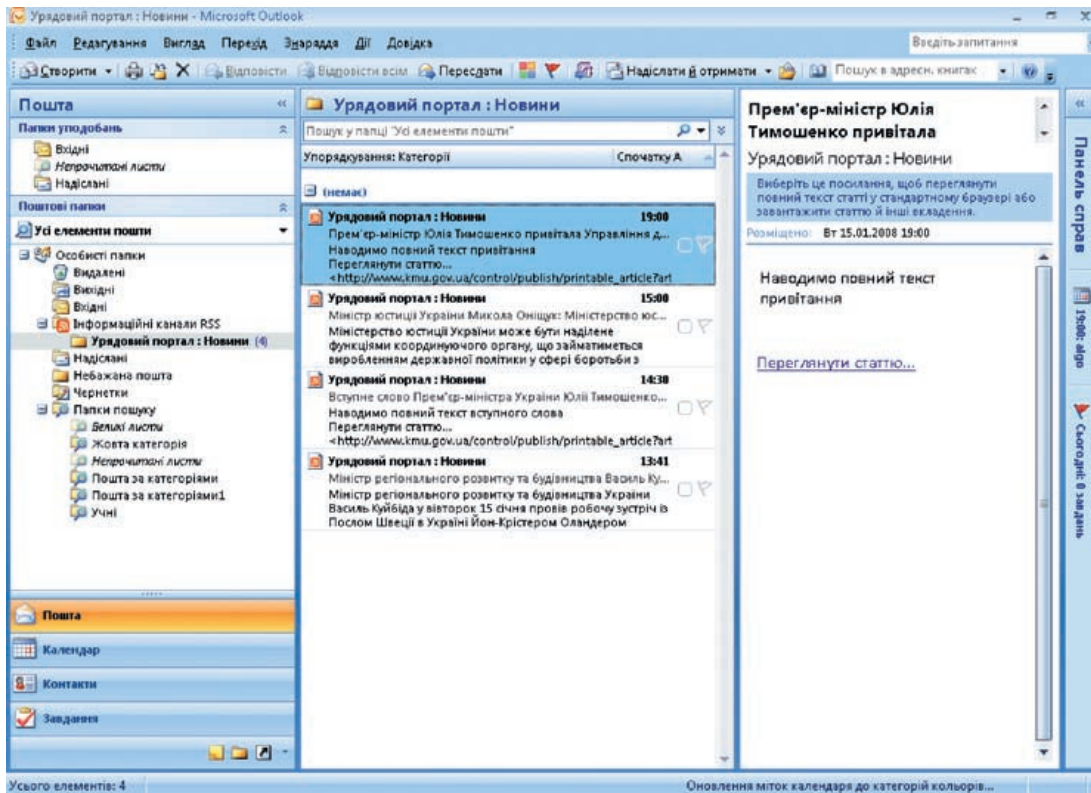 Урядовий портал : Новини - Microsoft Outlook
Файл Редагування Вигляд Перехід Знаряддя Дії Довідка
Введіть запитання
Створити Відповісти Відповісти всім Переслати Надіслати й отримати Пошук в адресн. книгах
Пошта
Папки уподобань
Вхідні
Непрочитані листи
Надіслані
Поштові папки
Усі елементи пошти
Особисті папки
Видалені
Вихідні
Вхідні
Інформаційні канали RSS
Урядовий портал : Новини (4)
Надіслані
Небажана пошта
Чернетки
Папки пошуку
Великі листи
Жовта категорія
Непрочитані листи
Пошта за категоріями
Пошта за категоріями1
Учні
Пошта
Календар
Контакти
Завдання
Урядовий портал : Новини
Пошук у папці "Усі елементи пошти"
Упорядкування: Категорії Спочатку А
(немає)
Урядовий портал : Новини 19:00
Прем'єр-міністр Юлія Тимошенко привітала Управління д...
Наводимо повний текст привітання
Переглянути статтю...
<http://www.kmu.gov.ua/control/publish/printable_article?art
Урядовий портал : Новини 15:00
Міністр юстиції України Микола Оніщук: Міністерство юс...
Міністерство юстиції України може бути наділене
функціями координуючого органу, що займатиметься
виробленням державної політики у сфері боротьби з
Урядовий портал : Новини 14:30
Вступне слово Прем'єр-міністра України Юлії Тимошенко...
Наводимо повний текст вступного слова
Переглянути статтю...
<http://www.kmu.gov.ua/control/publish/printable_article?art
Урядовий портал : Новини 13:41
Міністр регіонального розвитку та будівництва Василь Ку...
Міністр регіонального розвитку та будівництва України
Василь Куйбіда у вівторок 15 січня провів робочу зустріч із
Послом Швеції в Україні Йон-Крістером Оландером
Прем'єр-міністр Юлія
Тимошенко привітала
Урядовий портал : Новини
Виберіть це посилання, щоб переглянути
повний текст статті у стандартному браузері або
завантажити статтю й інші вкладення.
Розміщено: Вт 15.01.2008 19:00
Наводимо повний текст
привітання
Переглянути статтю...
Панель справ
19:00: algo
Сьогодні: 0 завдань
Усього елементів: 4
Оновлення міток календаря до категорій кольорів...